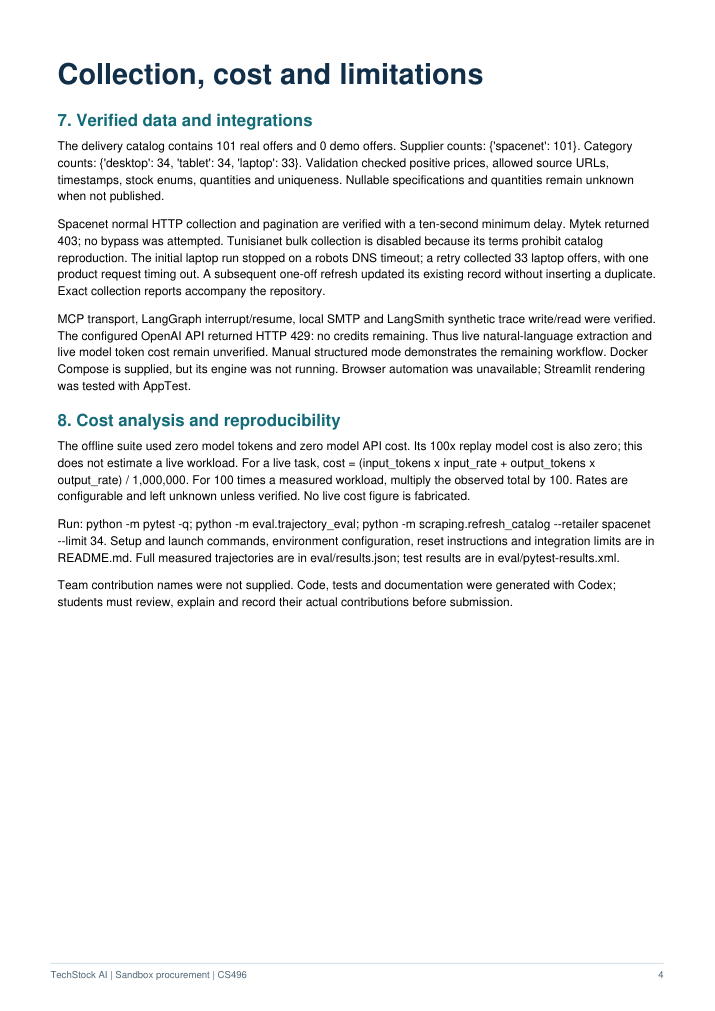 Collection, cost and limitations
7. Verified data and integrations
The delivery catalog contains 101 real offers and 0 demo offers. Supplier counts: {'spacenet': 101}. Category
counts: {'desktop': 34, 'tablet': 34, 'laptop': 33}. Validation checked positive prices, allowed source URLs,
timestamps, stock enums, quantities and uniqueness. Nullable specifications and quantities remain unknown
when not published.
Spacenet normal HTTP collection and pagination are verified with a ten-second minimum delay. Mytek returned
403; no bypass was attempted. Tunisianet bulk collection is disabled because its terms prohibit catalog
reproduction. The initial laptop run stopped on a robots DNS timeout; a retry collected 33 laptop offers, with one
product request timing out. A subsequent one-off refresh updated its existing record without inserting a duplicate.
Exact collection reports accompany the repository.
MCP transport, LangGraph interrupt/resume, local SMTP and LangSmith synthetic trace write/read were verified.
The configured OpenAI API returned HTTP 429: no credits remaining. Thus live natural-language extraction and
live model token cost remain unverified. Manual structured mode demonstrates the remaining workflow. Docker
Compose is supplied, but its engine was not running. Browser automation was unavailable; Streamlit rendering
was tested with AppTest.
8. Cost analysis and reproducibility
The offline suite used zero model tokens and zero model API cost. Its 100x replay model cost is also zero; this
does not estimate a live workload. For a live task, cost = (input_tokens x input_rate + output_tokens x
output_rate) / 1,000,000. For 100 times a measured workload, multiply the observed total by 100. Rates are
configurable and left unknown unless verified. No live cost figure is fabricated.
Run: python -m pytest -q; python -m eval.trajectory_eval; python -m scraping.refresh_catalog --retailer spacenet
--limit 34. Setup and launch commands, environment configuration, reset instructions and integration limits are in
README.md. Full measured trajectories are in eval/results.json; test results are in eval/pytest-results.xml.
Team contribution names were not supplied. Code, tests and documentation were generated with Codex;
students must review, explain and record their actual contributions before submission.
TechStock AI | Sandbox procurement | CS496
4